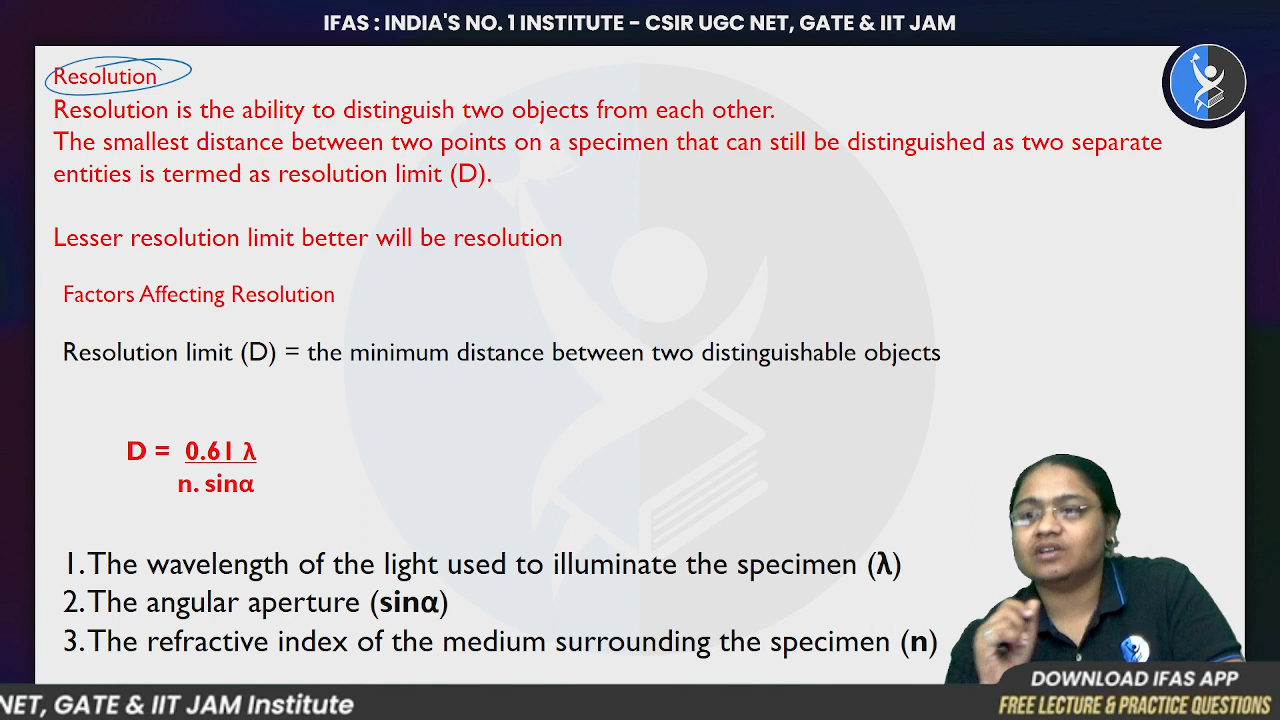 IFAS : INDIA'S NO. 1 INSTITUTE - CSIR UGC NET, GATE & IIT JAM
Resolution
Resolution is the ability to distinguish two objects from each other.
The smallest distance between two points on a specimen that can still be distinguished as two separate
entities is termed as resolution limit (D).
Lesser resolution limit better will be resolution
Factors Affecting Resolution
Resolution limit (D) = the minimum distance between two distinguishable objects
D = 0.61 λ
n. sinα
1.The wavelength of the light used to illuminate the specimen (λ)
2.The angular aperture (sinα)
3.The refractive index of the medium surrounding the specimen (n)
DOWNLOAD IFAS APP
NET, GATE & IIT JAM Institute
FREE LECTURE & PRACTICE QUESTIONS